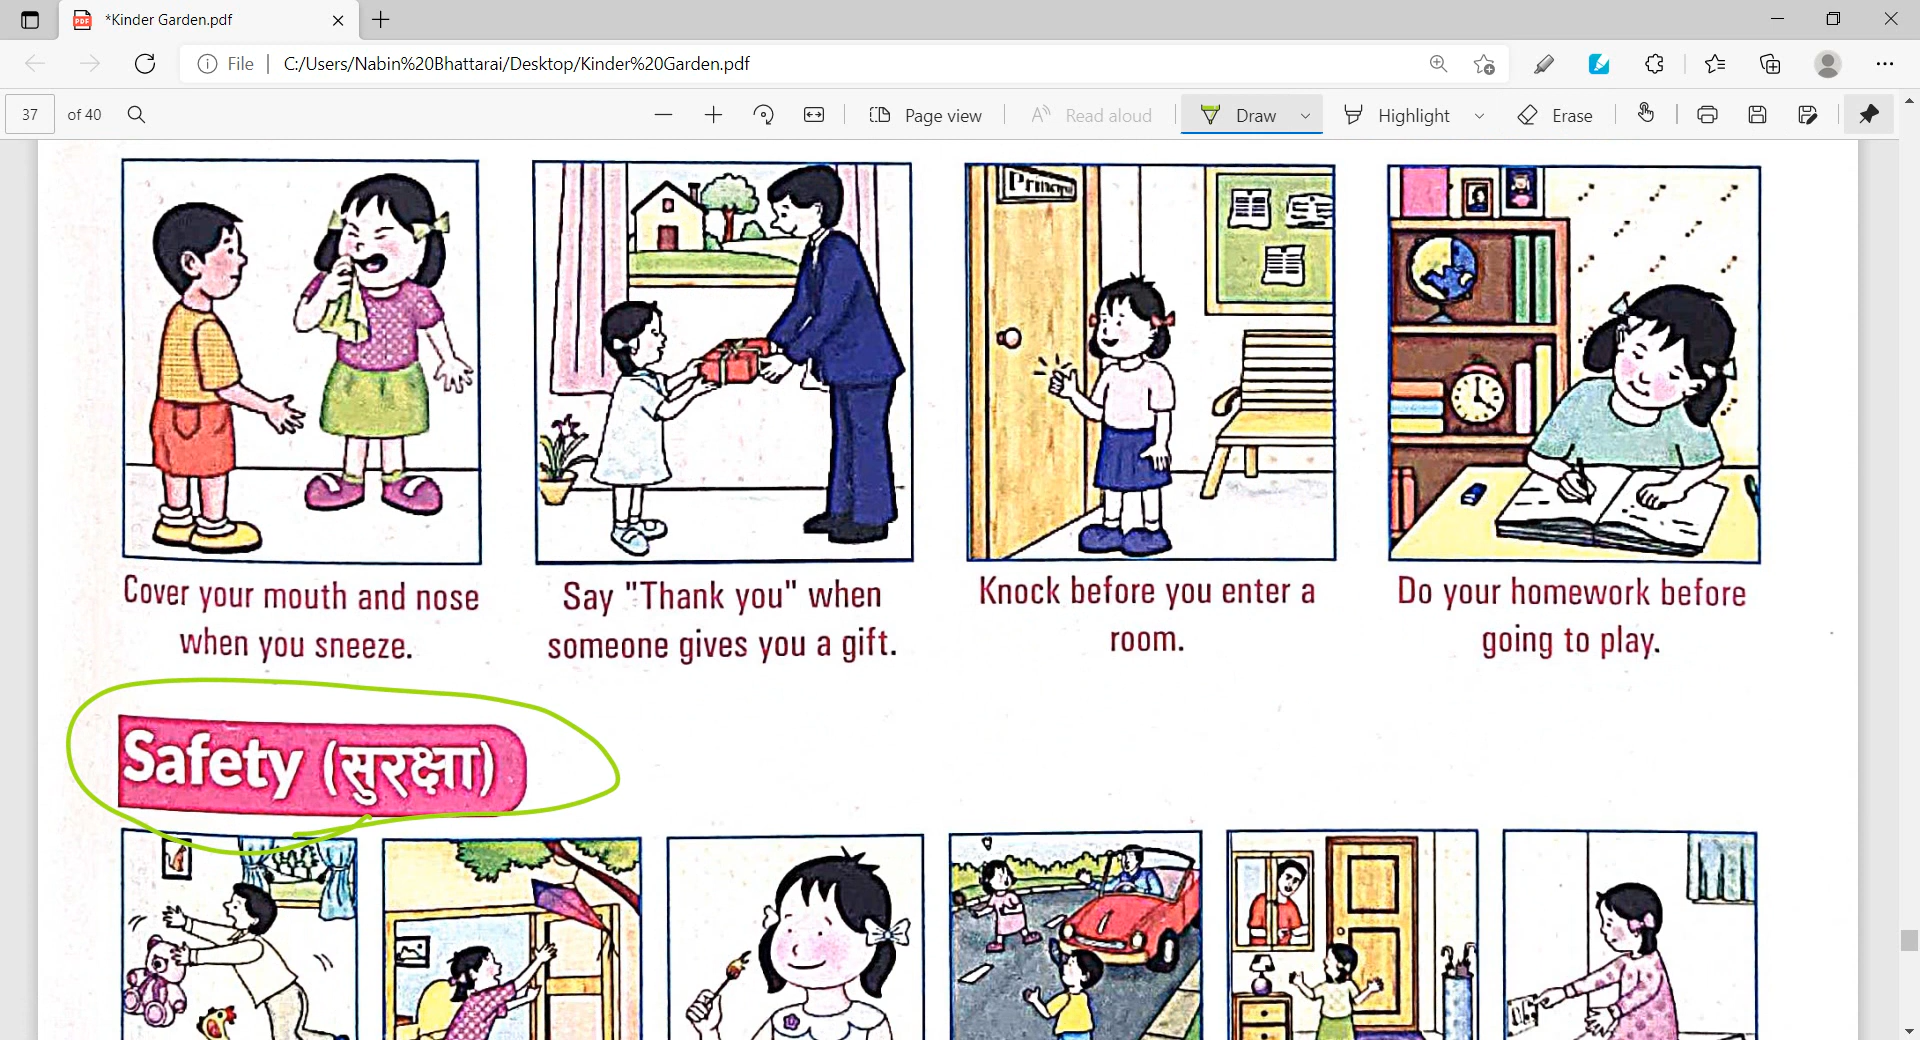 *Kinder Garden.pdf
File
C:/Users/Nabin%20Bhattarai/Desktop/Kinder%20Garden.pdf
37 of 40
Page view
Read aloud
Draw
Highlight
Erase
Cover your mouth and nose
when you sneeze.
Say "Thank you" when
someone gives you a gift.
Knock before you enter a
room.
Do your homework before
going to play.
Safety (सुरक्षा)